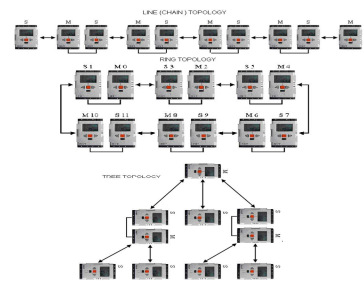 LINE (CHAIN) TOPOLOGY
S M S M S M S M S M
RING TOPOLOGY
S 1 M 0 S 3 M 2 S 5 M 4
M 10 S 11 M 8 S 9 M 6 S 7
TREE TOPOLOGY
M
S S S
M M
S S S S